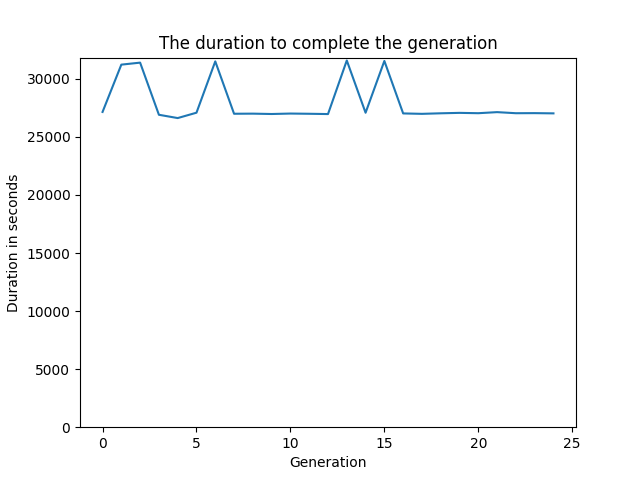 The duration to complete the generation
30000
25000
20000
15000
10000
5000
0
Duration in seconds
0 5 10 15 20 25
Generation